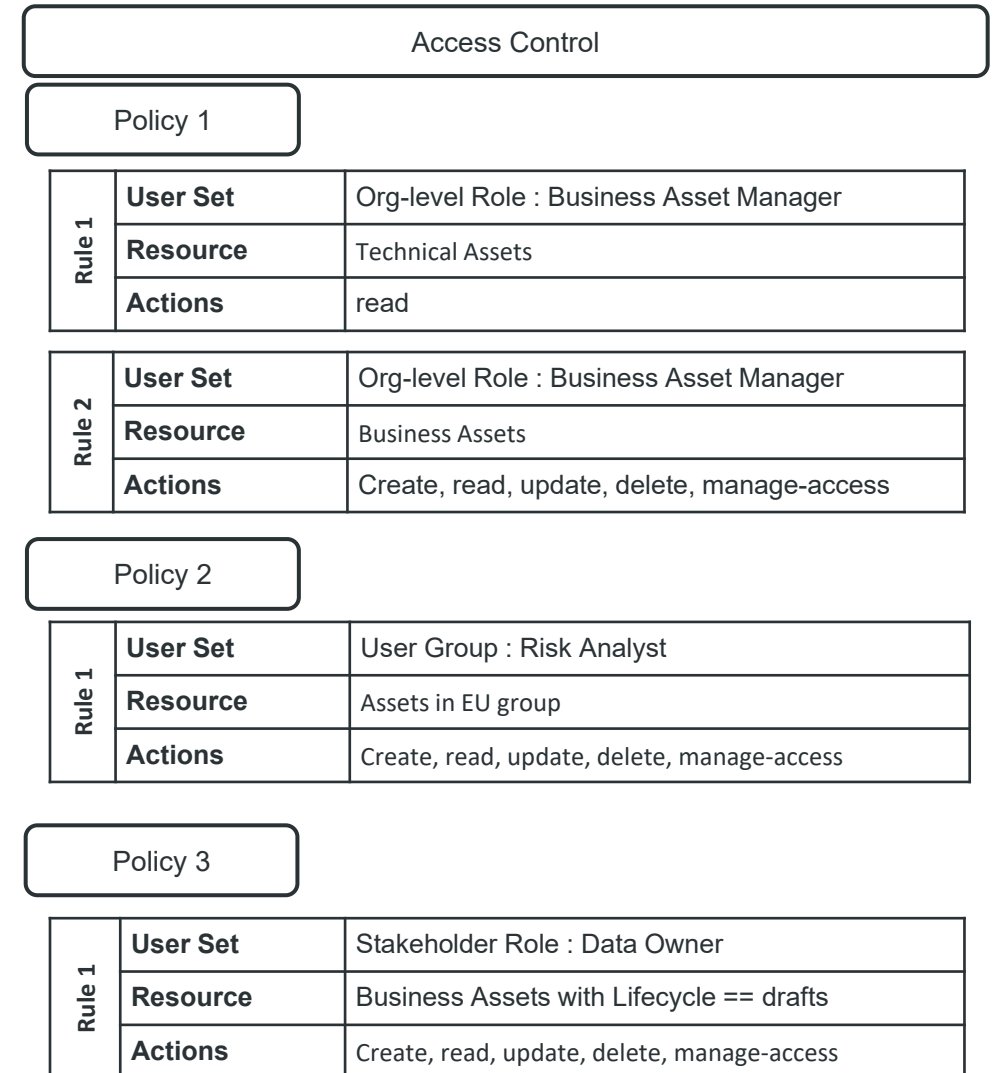 Access Control
Policy 1
Rule 1
User Set
Org-level Role : Business Asset Manager
Resource
Technical Assets
Actions
read
Rule 2
User Set
Org-level Role : Business Asset Manager
Resource
Business Assets
Actions
Create, read, update, delete, manage-access
Policy 2
Rule 1
User Set
User Group : Risk Analyst
Resource
Assets in EU group
Actions
Create, read, update, delete, manage-access
Policy 3
Rule 1
User Set
Stakeholder Role : Data Owner
Resource
Business Assets with Lifecycle == drafts
Actions
Create, read, update, delete, manage-access